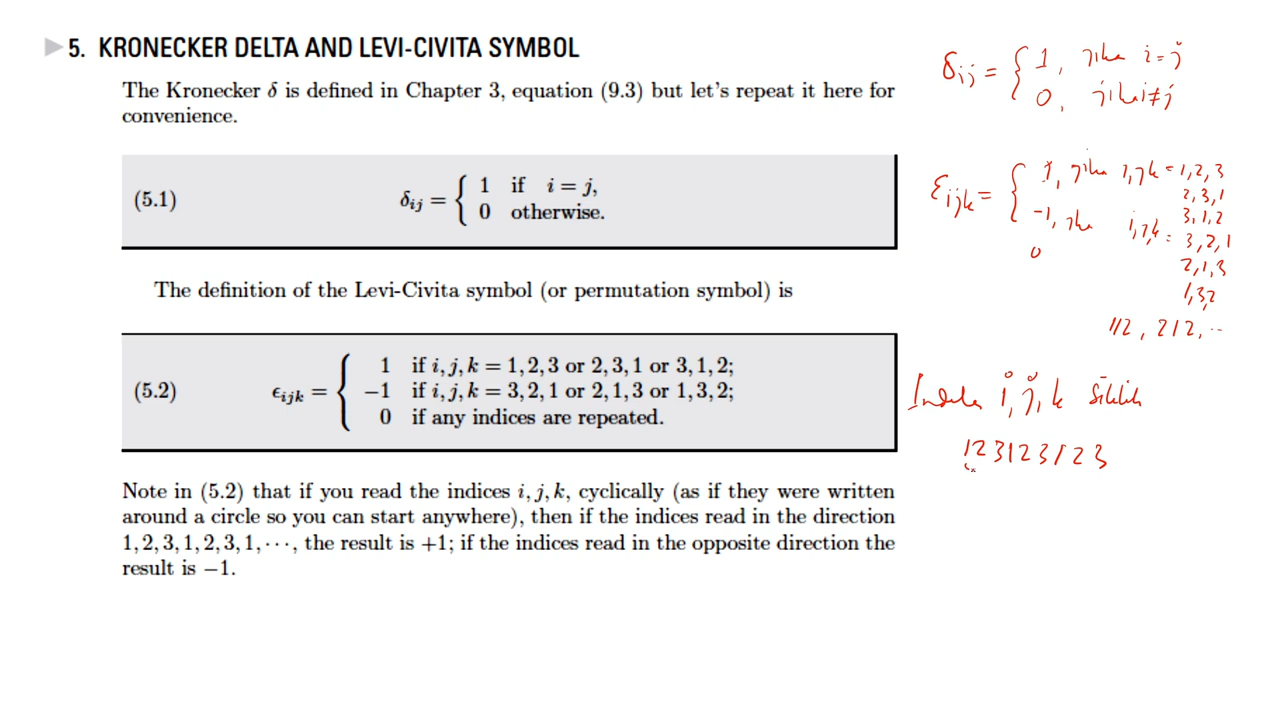 ▶ 5. KRONECKER DELTA AND LEVI-CIVITA SYMBOL
The Kronecker δ is defined in Chapter 3, equation (9.3) but let's repeat it here for
convenience.
(5.1) δij = { 1 if i = j,
0 otherwise.
The definition of the Levi-Civita symbol (or permutation symbol) is
(5.2) ϵijk = { 1 if i, j, k = 1, 2, 3 or 2, 3, 1 or 3, 1, 2;
−1 if i, j, k = 3, 2, 1 or 2, 1, 3 or 1, 3, 2;
0 if any indices are repeated.
Note in (5.2) that if you read the indices i, j, k, cyclically (as if they were written
around a circle so you can start anywhere), then if the indices read in the direction
1, 2, 3, 1, 2, 3, 1, ···, the result is +1; if the indices read in the opposite direction the
result is −1.
δij = { 1, jika i = j
0, jika i ≠ j
εijk = { 1, jika i,jk = 1, 2, 3
2, 3, 1
3, 1, 2
-1, jika i,jk = 3, 2, 1
0
2, 1, 3
1, 3, 2
112, 212, ...
Indeks i, j, k siklik
123123123